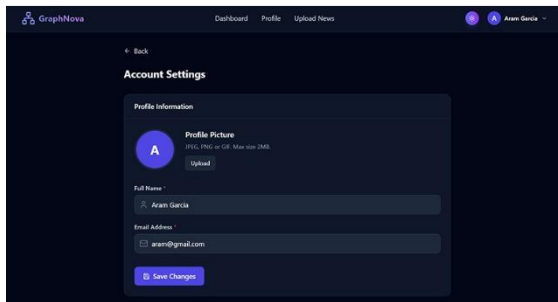 GraphNova
Dashboard Profile Upload News
A Aram Garcia
← Back
Account Settings
Profile Information
A
Profile Picture
JPEG, PNG or GIF. Max size 2MB.
Upload
Full Name *
Aram Garcia
Email Address *
aram@gmail.com
Save Changes